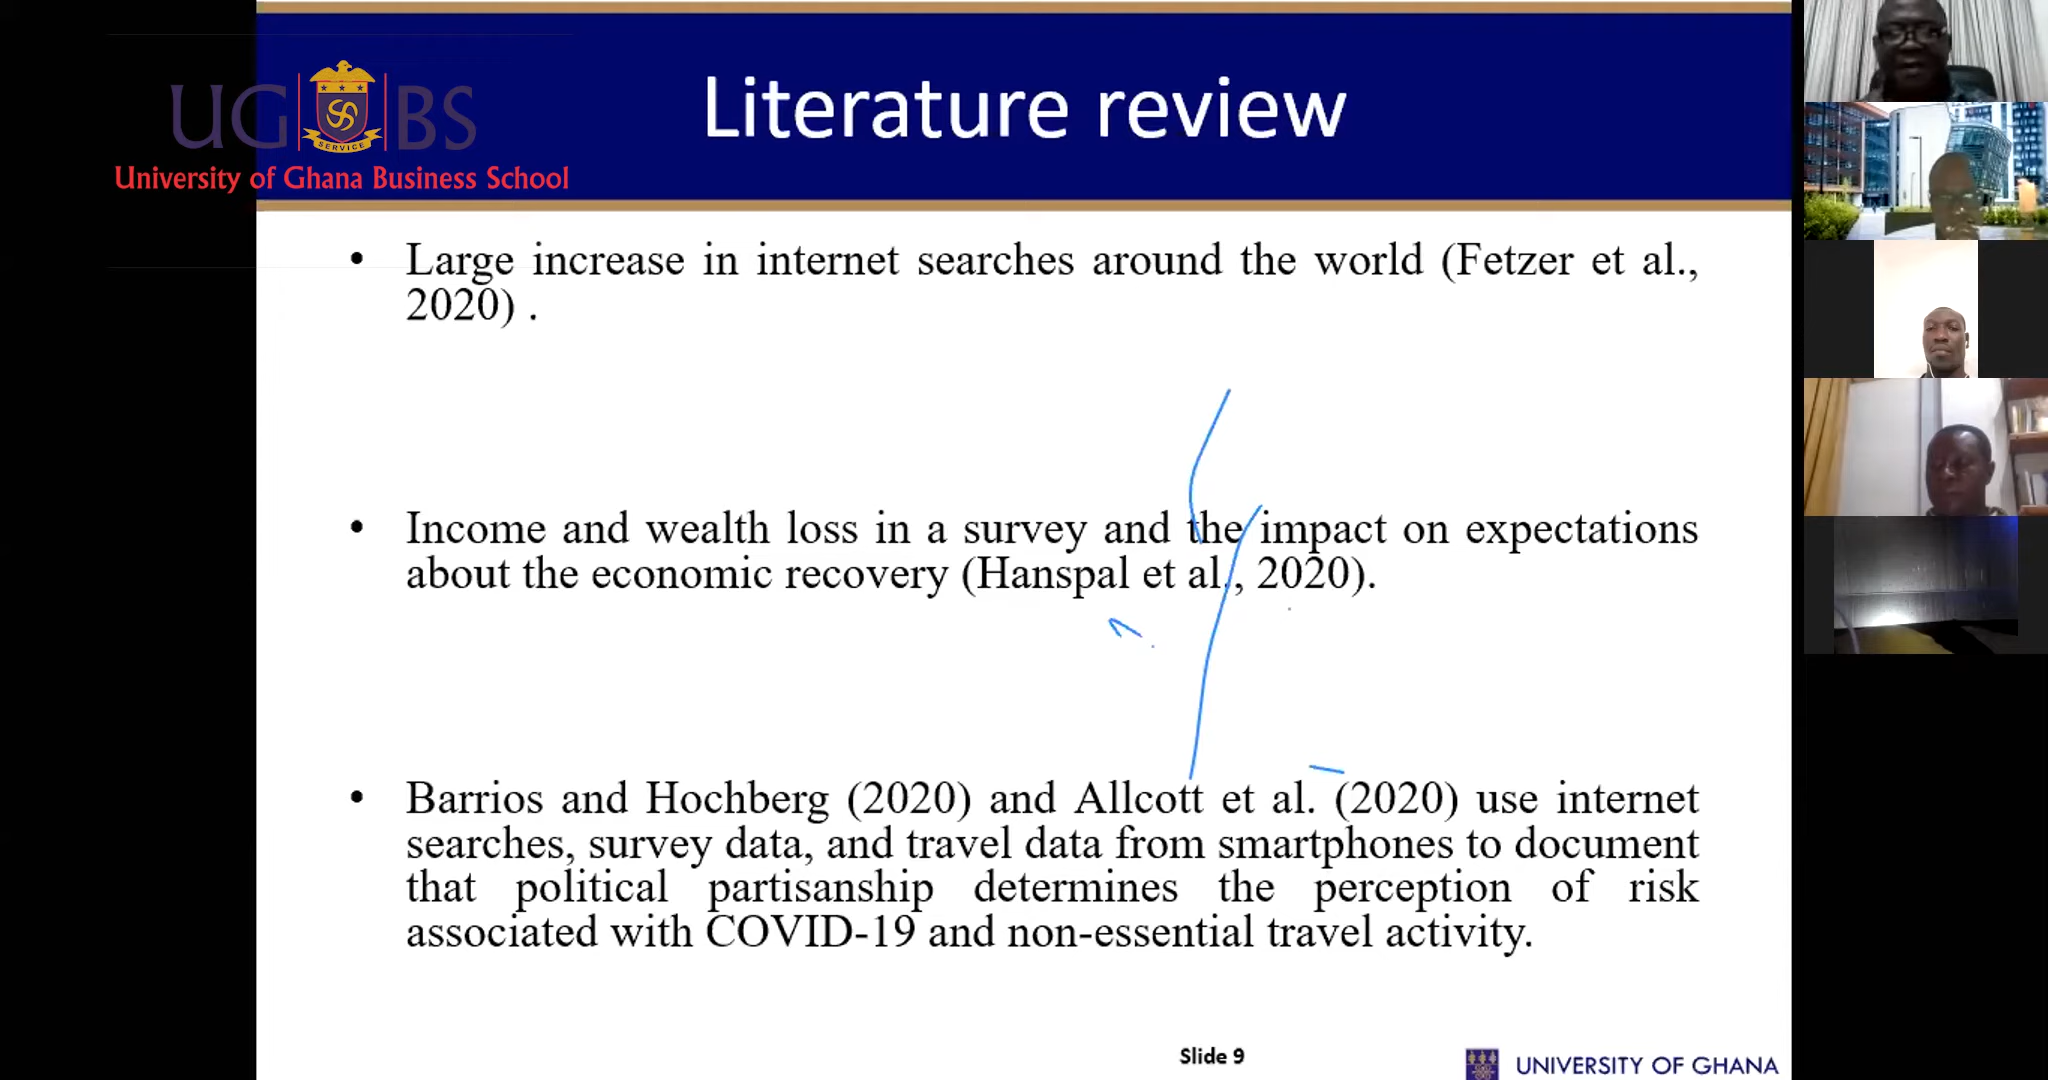 UG BS
SERVICE
University of Ghana Business School
Literature review
• Large increase in internet searches around the world (Fetzer et al.,
2020) .
• Income and wealth loss in a survey and the impact on expectations
about the economic recovery (Hanspal et al., 2020).
• Barrios and Hochberg (2020) and Allcott et al. (2020) use internet
searches, survey data, and travel data from smartphones to document
that political partisanship determines the perception of risk
associated with COVID-19 and non-essential travel activity.
Slide 9
UNIVERSITY OF GHANA